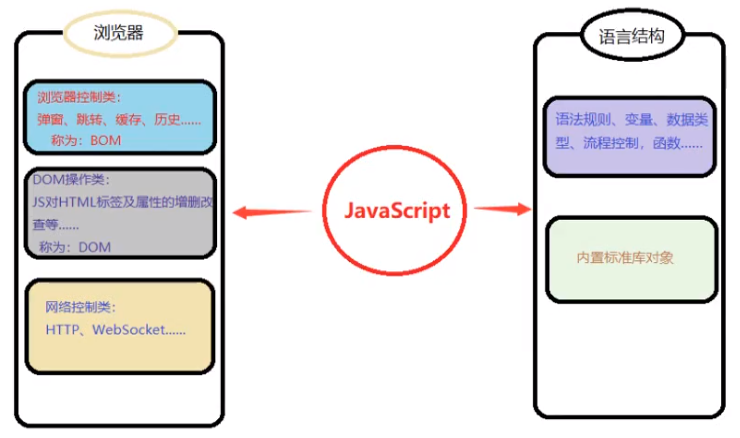 浏览器
浏览器控制类：
弹窗、跳转、缓存、历史......
称为：BOM
DOM操作类：
JS对HTML标签及属性的增删改
查等......
称为：DOM
网络控制类：
HTTP、WebSocket......
JavaScript
语言结构
语法规则、变量、数据类
型、流程控制，函数......
内置标准库对象